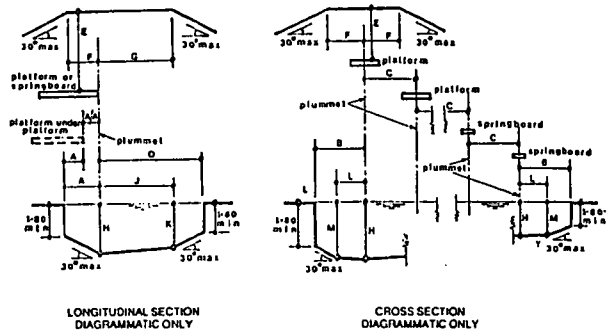 30° max
E
30° max
F
G
platform or
springboard
A/A
platform under
platform
plummet
A
D
A
J
1·80
min
H
K
1·80
min
30° max
30° max
LONGITUDINAL SECTION
DIAGRAMMATIC ONLY
30° max
E
30° max
F
F
platform
C
platform
C
plummet
springboard
C
springboard
B
plummet
B
L
L
L
1·80
min
M
H
H
M
1·80
min
Y
30° max
30° max
CROSS SECTION
DIAGRAMMATIC ONLY